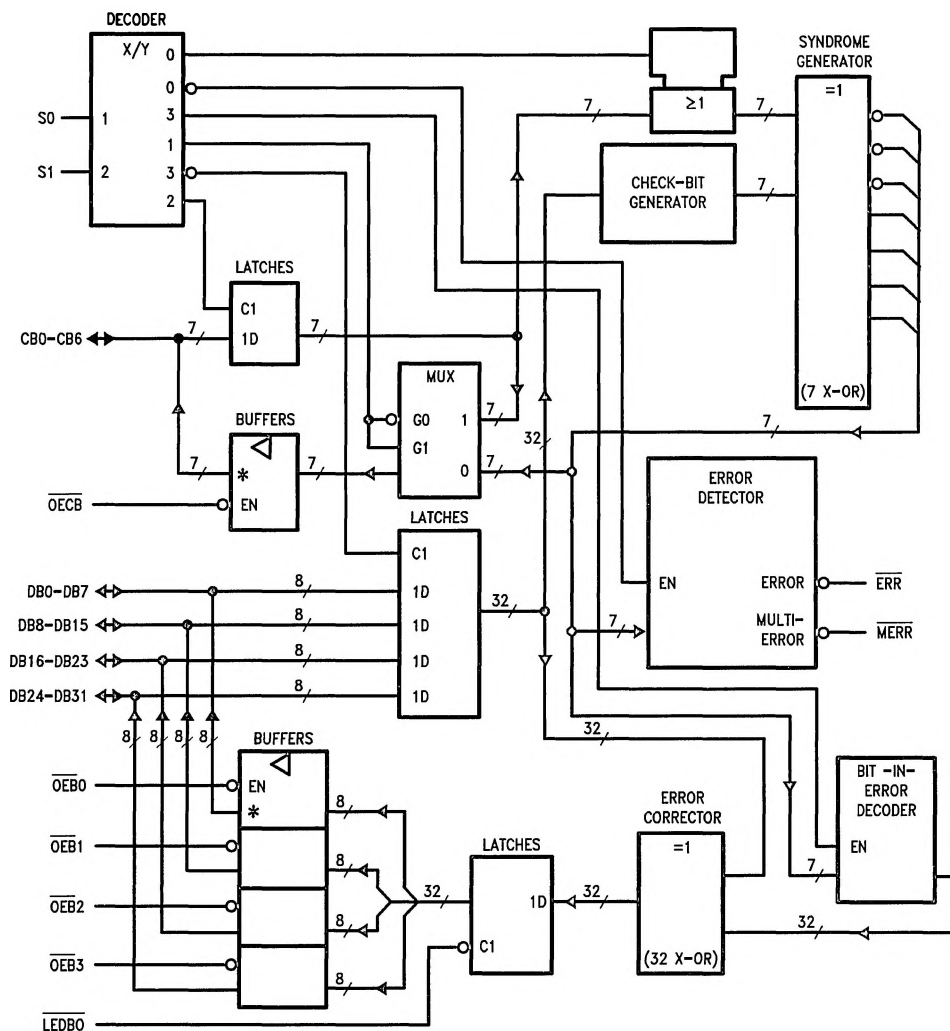 DECODER
X/Y
0
0
3
1
3
2
S0
1
S1
2
≥1
7
7
SYNDROME
GENERATOR
=1
(7 X-OR)
CHECK-BIT
GENERATOR
7
LATCHES
C1
1D
CB0-CB6
7
7
MUX
G0
G1
1
0
7
7
32
7
BUFFERS
*
EN
7
7
OECB
ERROR
DETECTOR
EN
ERROR
MULTI-
ERROR
ERR
MERR
7
LATCHES
C1
1D
1D
1D
1D
32
DB0-DB7
8
DB8-DB15
8
DB16-DB23
8
DB24-DB31
8
8 8 8 8
32
BUFFERS
EN
*
OEB0
OEB1
OEB2
OEB3
8
8
8
8
32
LATCHES
1D
C1
32
ERROR
CORRECTOR
=1
(32 X-OR)
32
BIT -IN-
ERROR
DECODER
EN
7
LEDBO